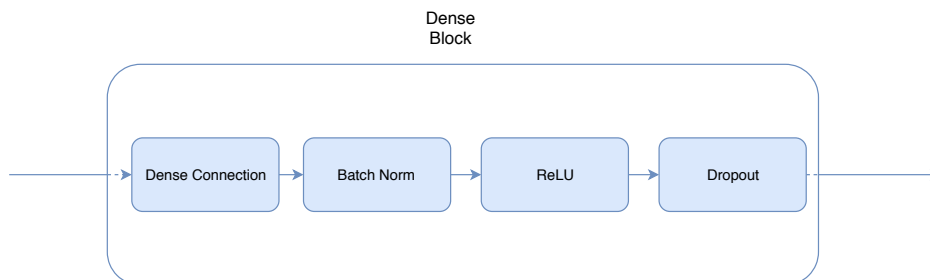 Dense
Block
Dense Connection
Batch Norm
ReLU
Dropout